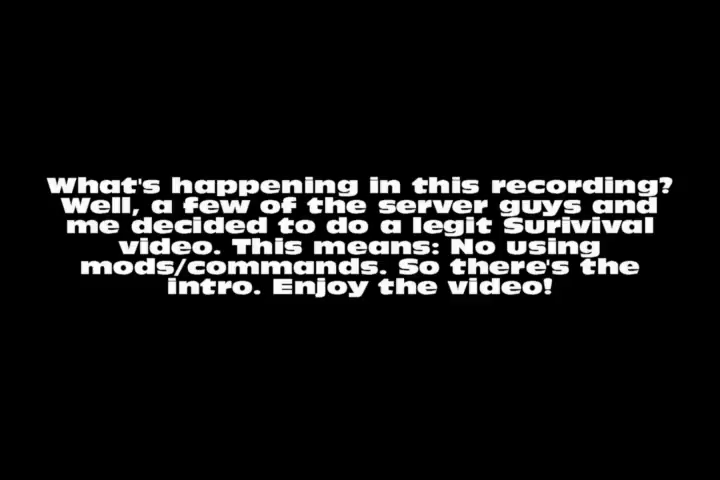 What's happening in this recording?
Well, a few of the server guys and
me decided to do a legit Surivival
video. This means: No using
mods/commands. So there's the
intro. Enjoy the video!